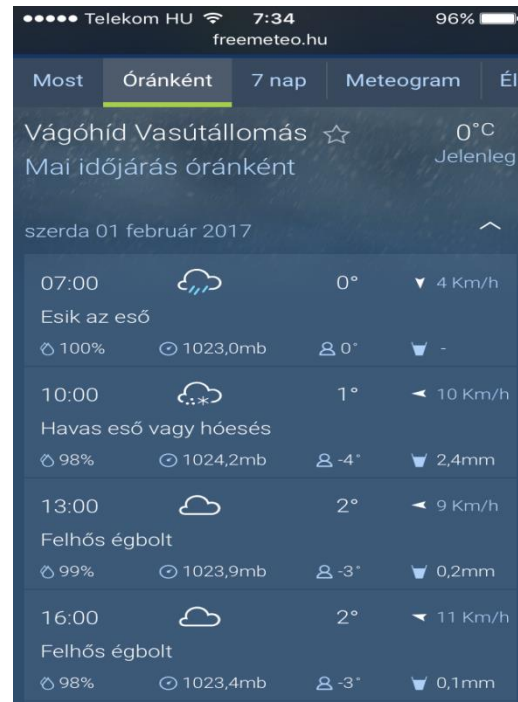 Telekom HU 7:34 96%
freemeteo.hu
Most Óránként 7 nap Meteogram Él
Vágóhíd Vasútállomás 0°C
Mai időjárás óránként Jelenleg
szerda 01 február 2017
07:00 0° 4 Km/h
Esik az eső
100% 1023,0mb 0° -
10:00 1° 10 Km/h
Havas eső vagy hóesés
98% 1024,2mb -4° 2,4mm
13:00 2° 9 Km/h
Felhős égbolt
99% 1023,9mb -3° 0,2mm
16:00 2° 11 Km/h
Felhős égbolt
98% 1023,4mb -3° 0,1mm